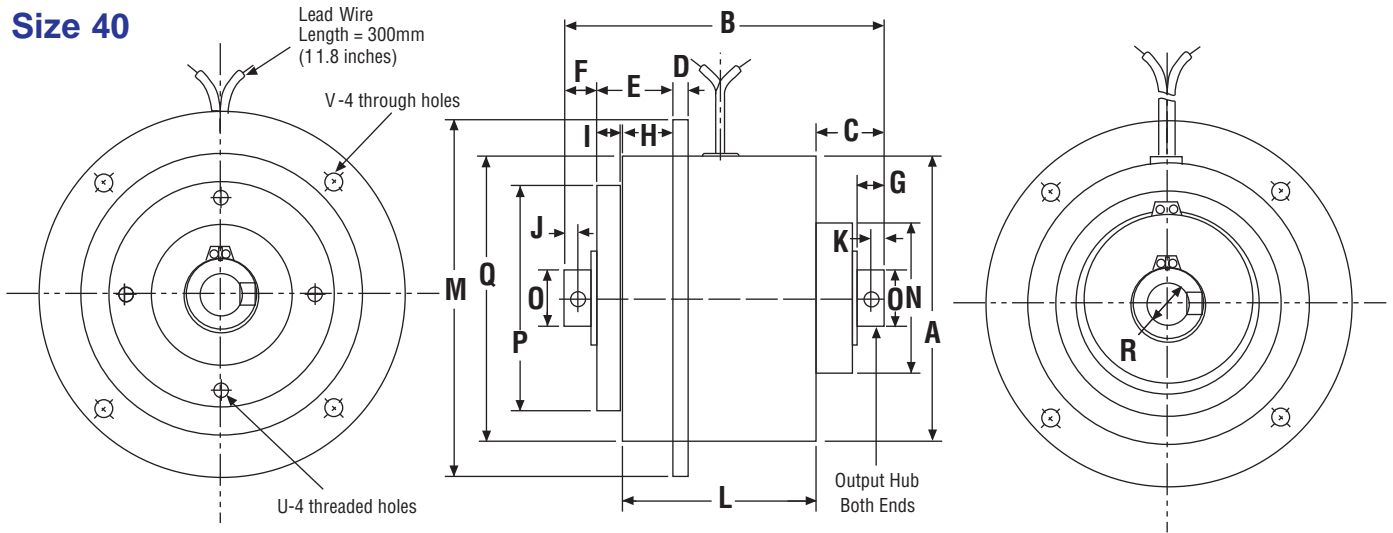 Size 40
Lead Wire
Length = 300mm
(11.8 inches)
V-4 through holes
U-4 threaded holes
B
D
F
E
I
H
C
G
J
K
M
Q
O
P
O
N
A
L
Output Hub
Both Ends
R